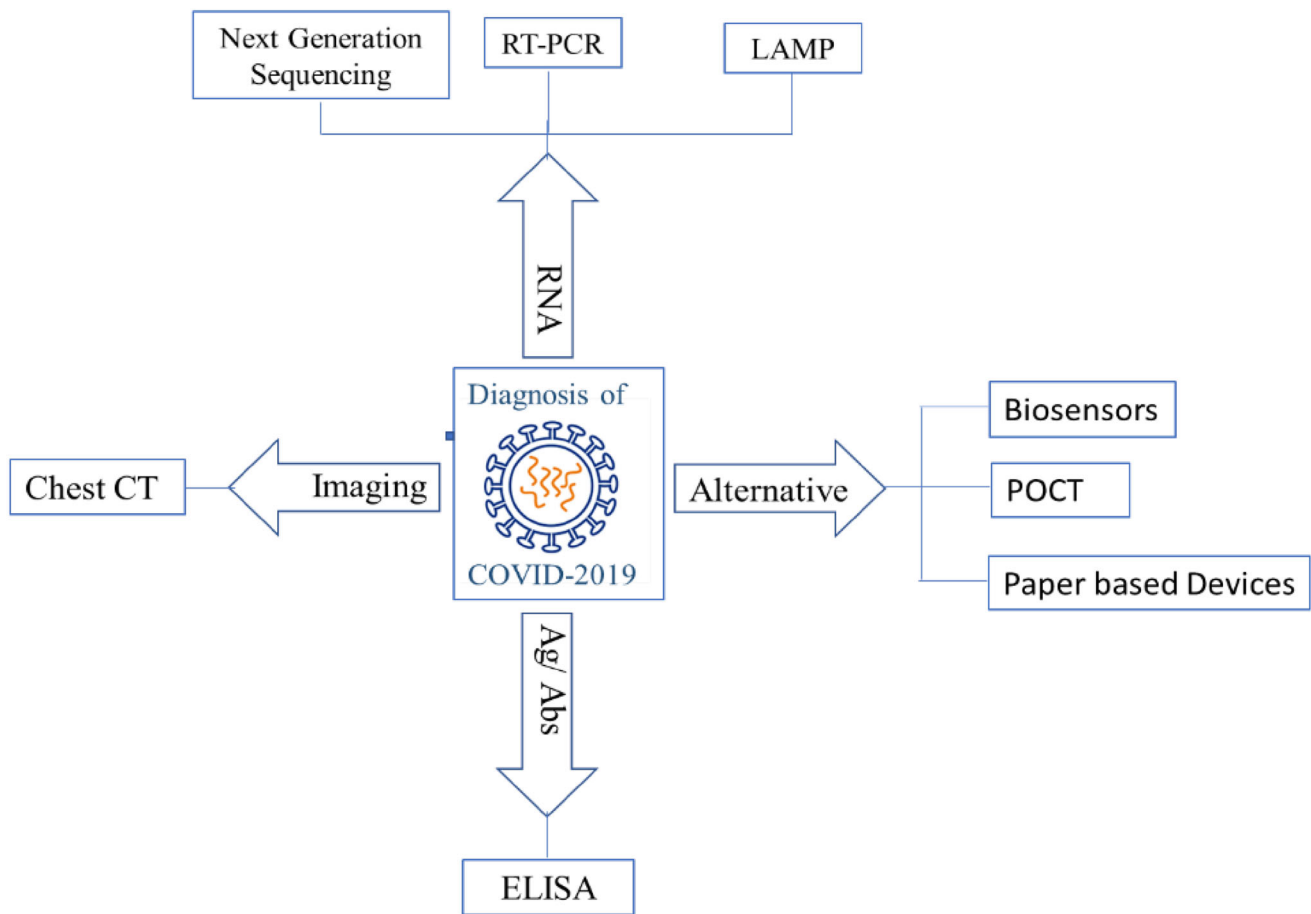 Next Generation
Sequencing
RT-PCR
LAMP
RNA
Diagnosis of
COVID-2019
Imaging
Chest CT
Alternative
Biosensors
POCT
Paper based Devices
Ag/ Abs
ELISA